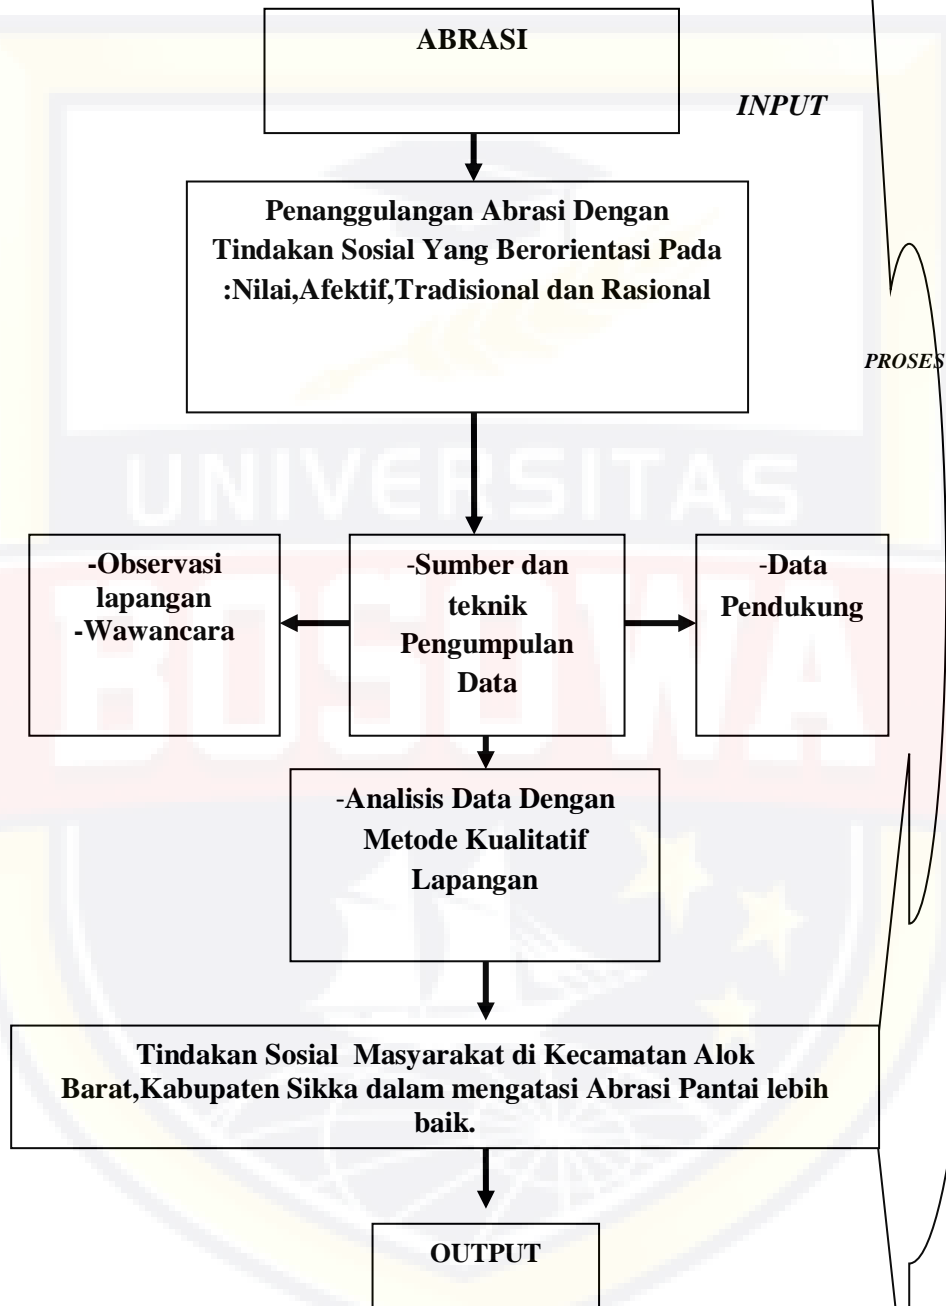 ABRASI
INPUT
Penanggulangan Abrasi Dengan
Tindakan Sosial Yang Berorientasi Pada
:Nilai,Afektif,Tradisional dan Rasional
PROSES
UNIVERSITAS
BOSOWA
-Observasi
lapangan
-Wawancara
-Sumber dan
teknik
Pengumpulan
Data
-Data
Pendukung
-Analisis Data Dengan
Metode Kualitatif
Lapangan
Tindakan Sosial  Masyarakat di Kecamatan Alok
Barat,Kabupaten Sikka dalam mengatasi Abrasi Pantai lebih
baik.
OUTPUT